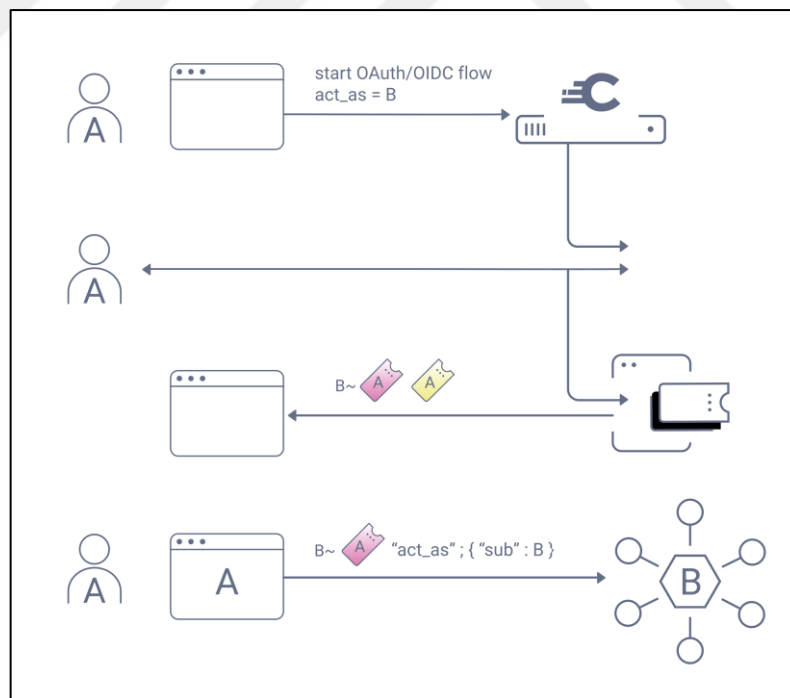 start OAuth/OIDC flow
act_as = B
A
A
B~ A A
A
A
B~ A “act_as” ; { “sub” : B }
B